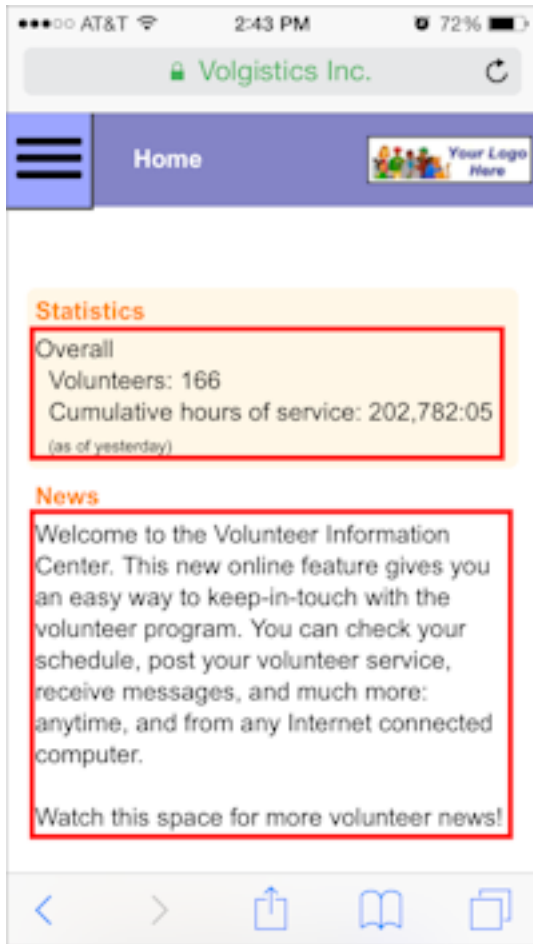 AT&T 2:43 PM 72%
Volgistics Inc.
Home
Your Logo
Here
Statistics
Overall
Volunteers: 166
Cumulative hours of service: 202,782:05
(as of yesterday)
News
Welcome to the Volunteer Information
Center. This new online feature gives you
an easy way to keep-in-touch with the
volunteer program. You can check your
schedule, post your volunteer service,
receive messages, and much more:
anytime, and from any Internet connected
computer.
Watch this space for more volunteer news!